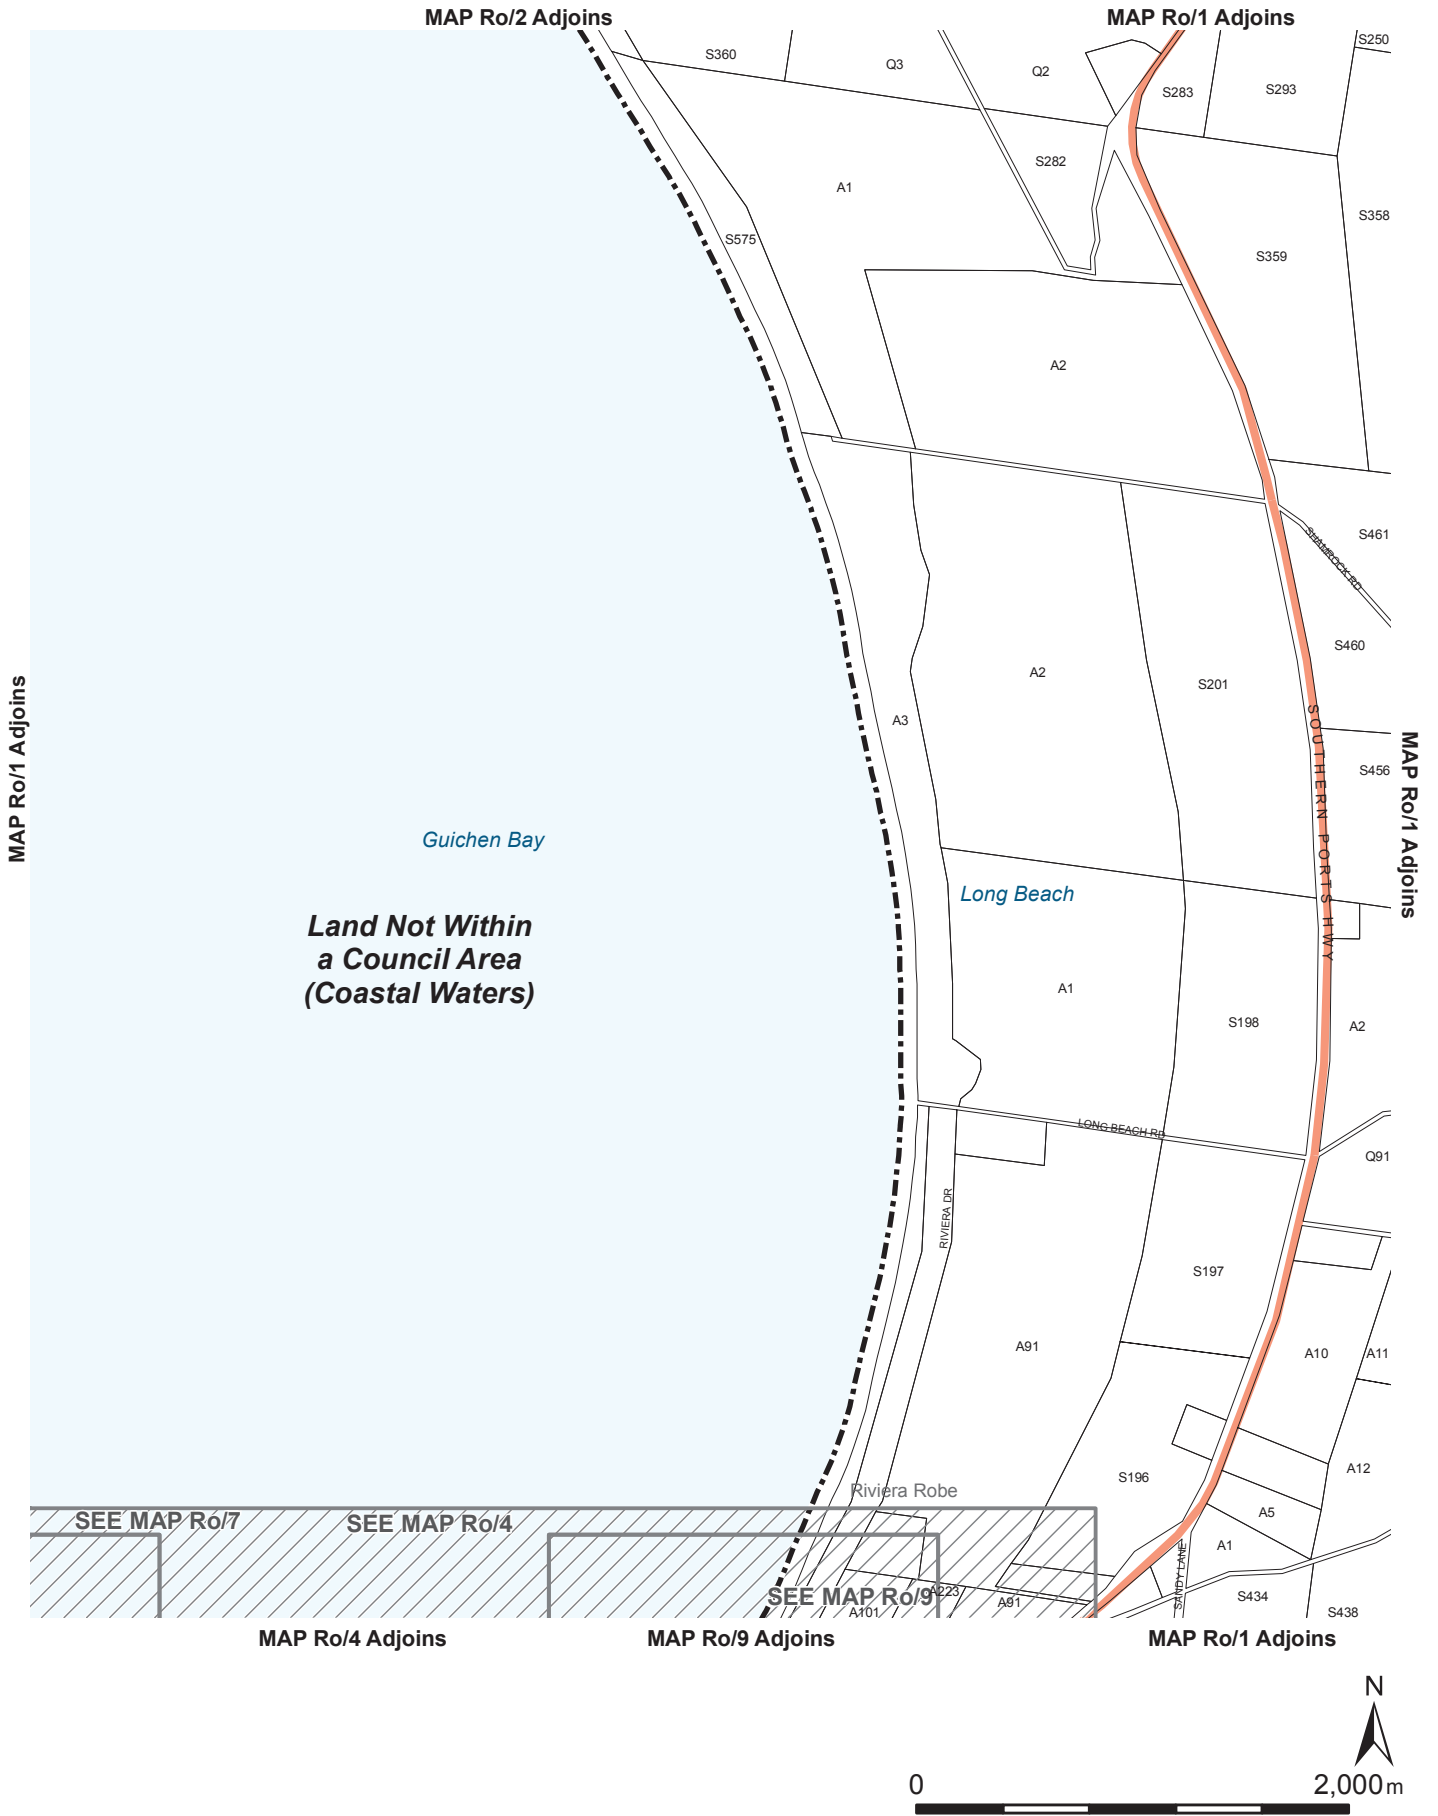 MAP Ro/2 Adjoins
MAP Ro/1 Adjoins
S250
S360
Q3
Q2
S283
S293
S282
A1
S358
S575
S359
A2
S461
SHAMROCK RD
S460
A2
S201
A3
S456
SOUTHERN PORTS HWY
MAP Ro/1 Adjoins
MAP Ro/1 Adjoins
Guichen Bay
Long Beach
Land Not Within
a Council Area
(Coastal Waters)
A1
S198
A2
LONG BEACH RD
Q91
RIVIERA DR
S197
A91
A10
A11
S196
A12
Riviera Robe
A5
SEE MAP Ro/7
SEE MAP Ro/4
A1
SANDY LANE
SEE MAP Ro/9
A223
A101
A91
S434
S438
MAP Ro/4 Adjoins
MAP Ro/9 Adjoins
MAP Ro/1 Adjoins
N
0
2,000 m